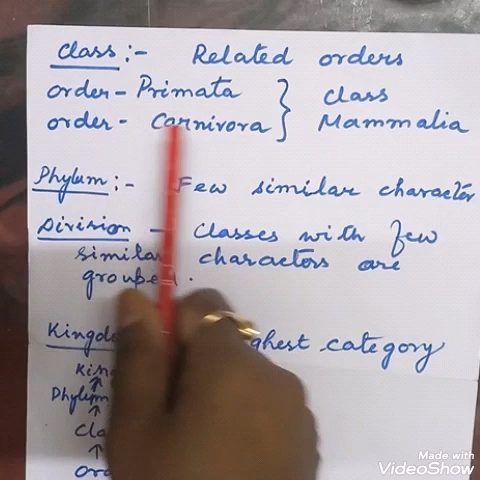 Class:- Related orders
order - Primata } Class
order - Carnivora } Mammalia
Phylum:- Few similar character
Division - Classes with few
similar characters are
grouped.
ghest category
Phylum
Made with
VideoShow